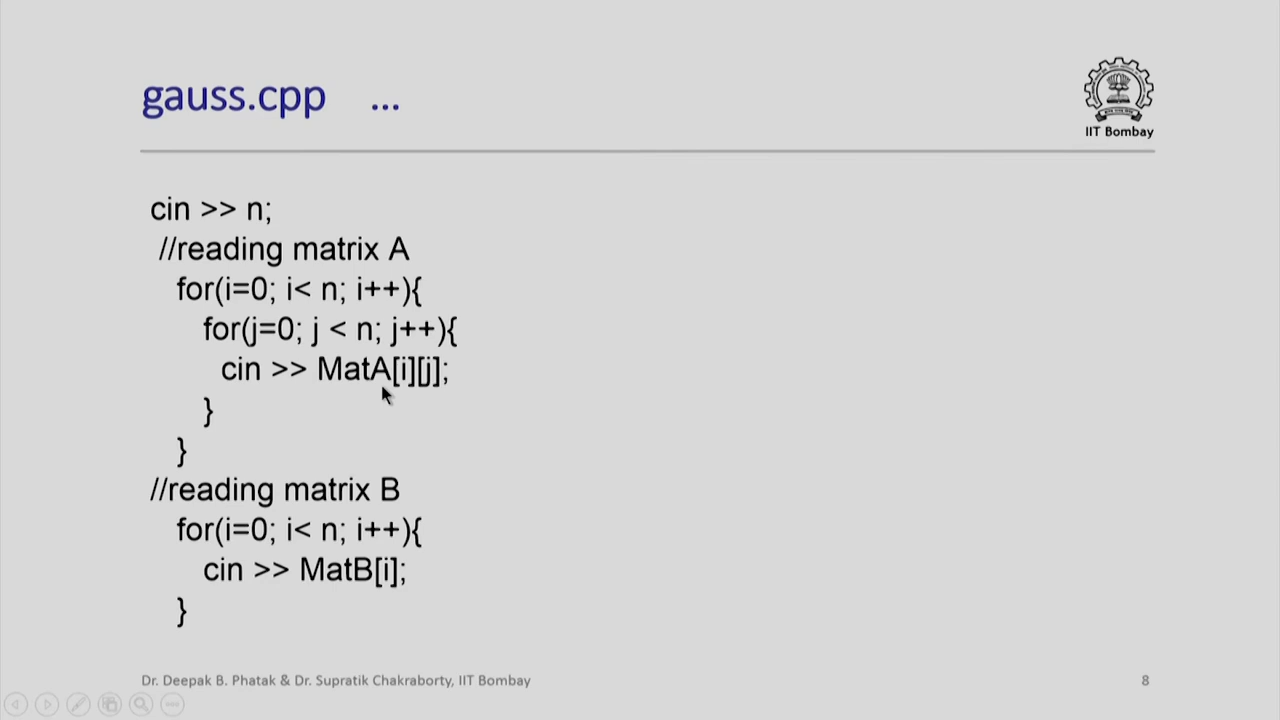 gauss.cpp ...
IIT Bombay
cin >> n;
//reading matrix A
for(i=0; i< n; i++){
for(j=0; j < n; j++){
cin >> MatA[i][j];
}
}
//reading matrix B
for(i=0; i< n; i++){
cin >> MatB[i];
}
Dr. Deepak B. Phatak & Dr. Supratik Chakraborty, IIT Bombay
8